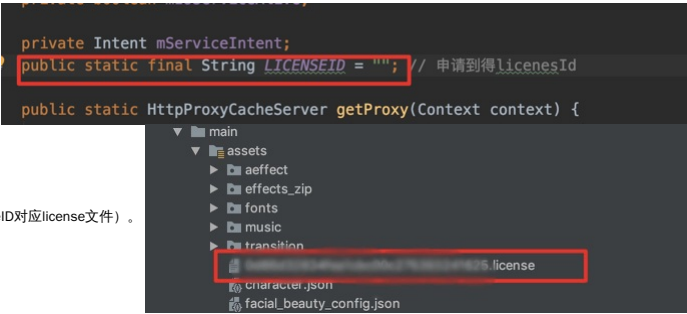 private Intent mServiceIntent;
public static final String LICENSEID = ""; // 申请到得licenesId
public static HttpProxyCacheServer getProxy(Context context) {
main
assets
aeffect
effects_zip
fonts
music
ID对应license文件）。
transition
.license
character.json
facial_beauty_config.json